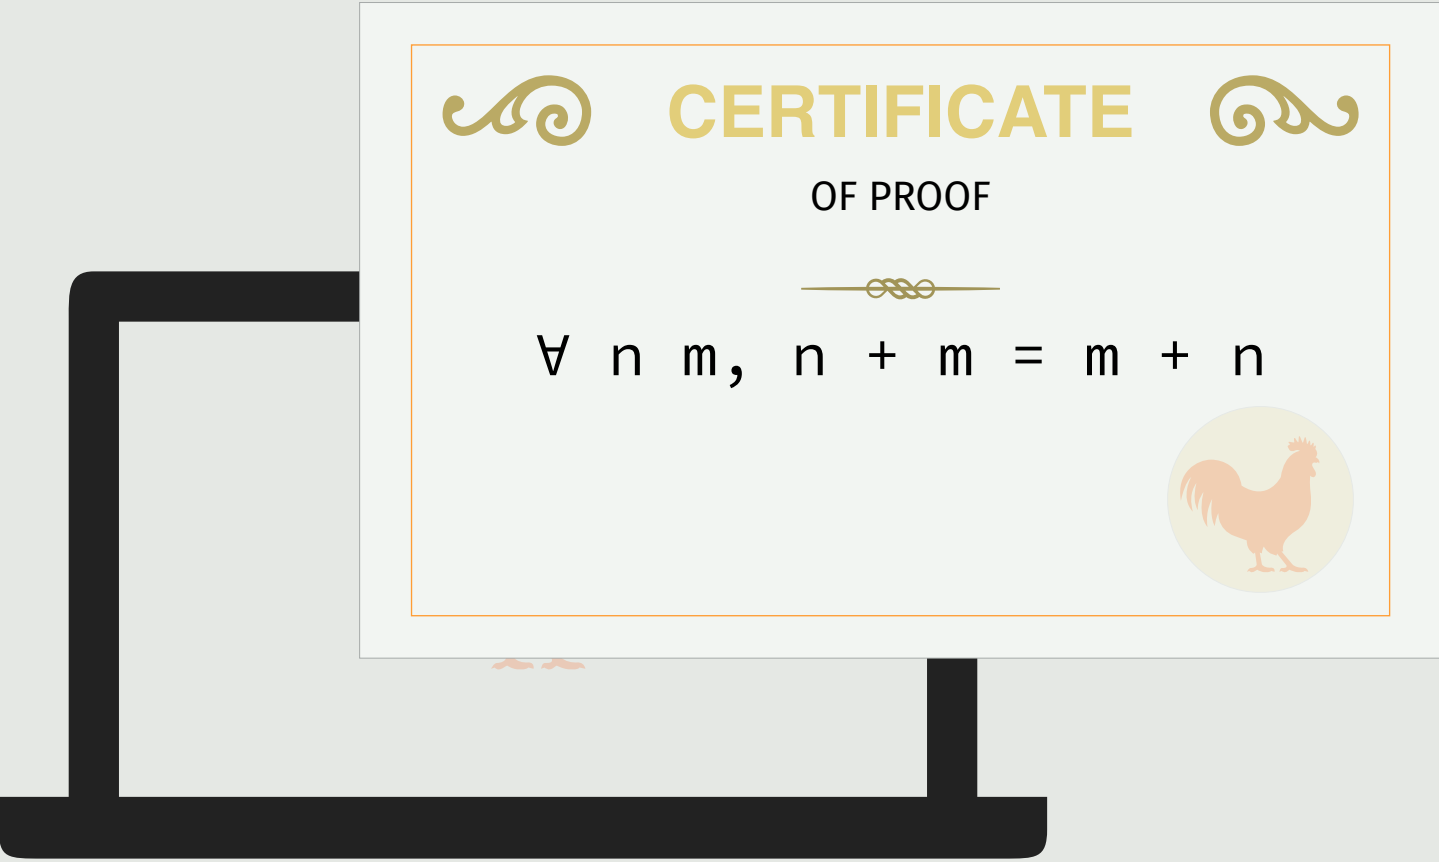 CERTIFICATE
OF PROOF
∀ n m, n + m = m + n